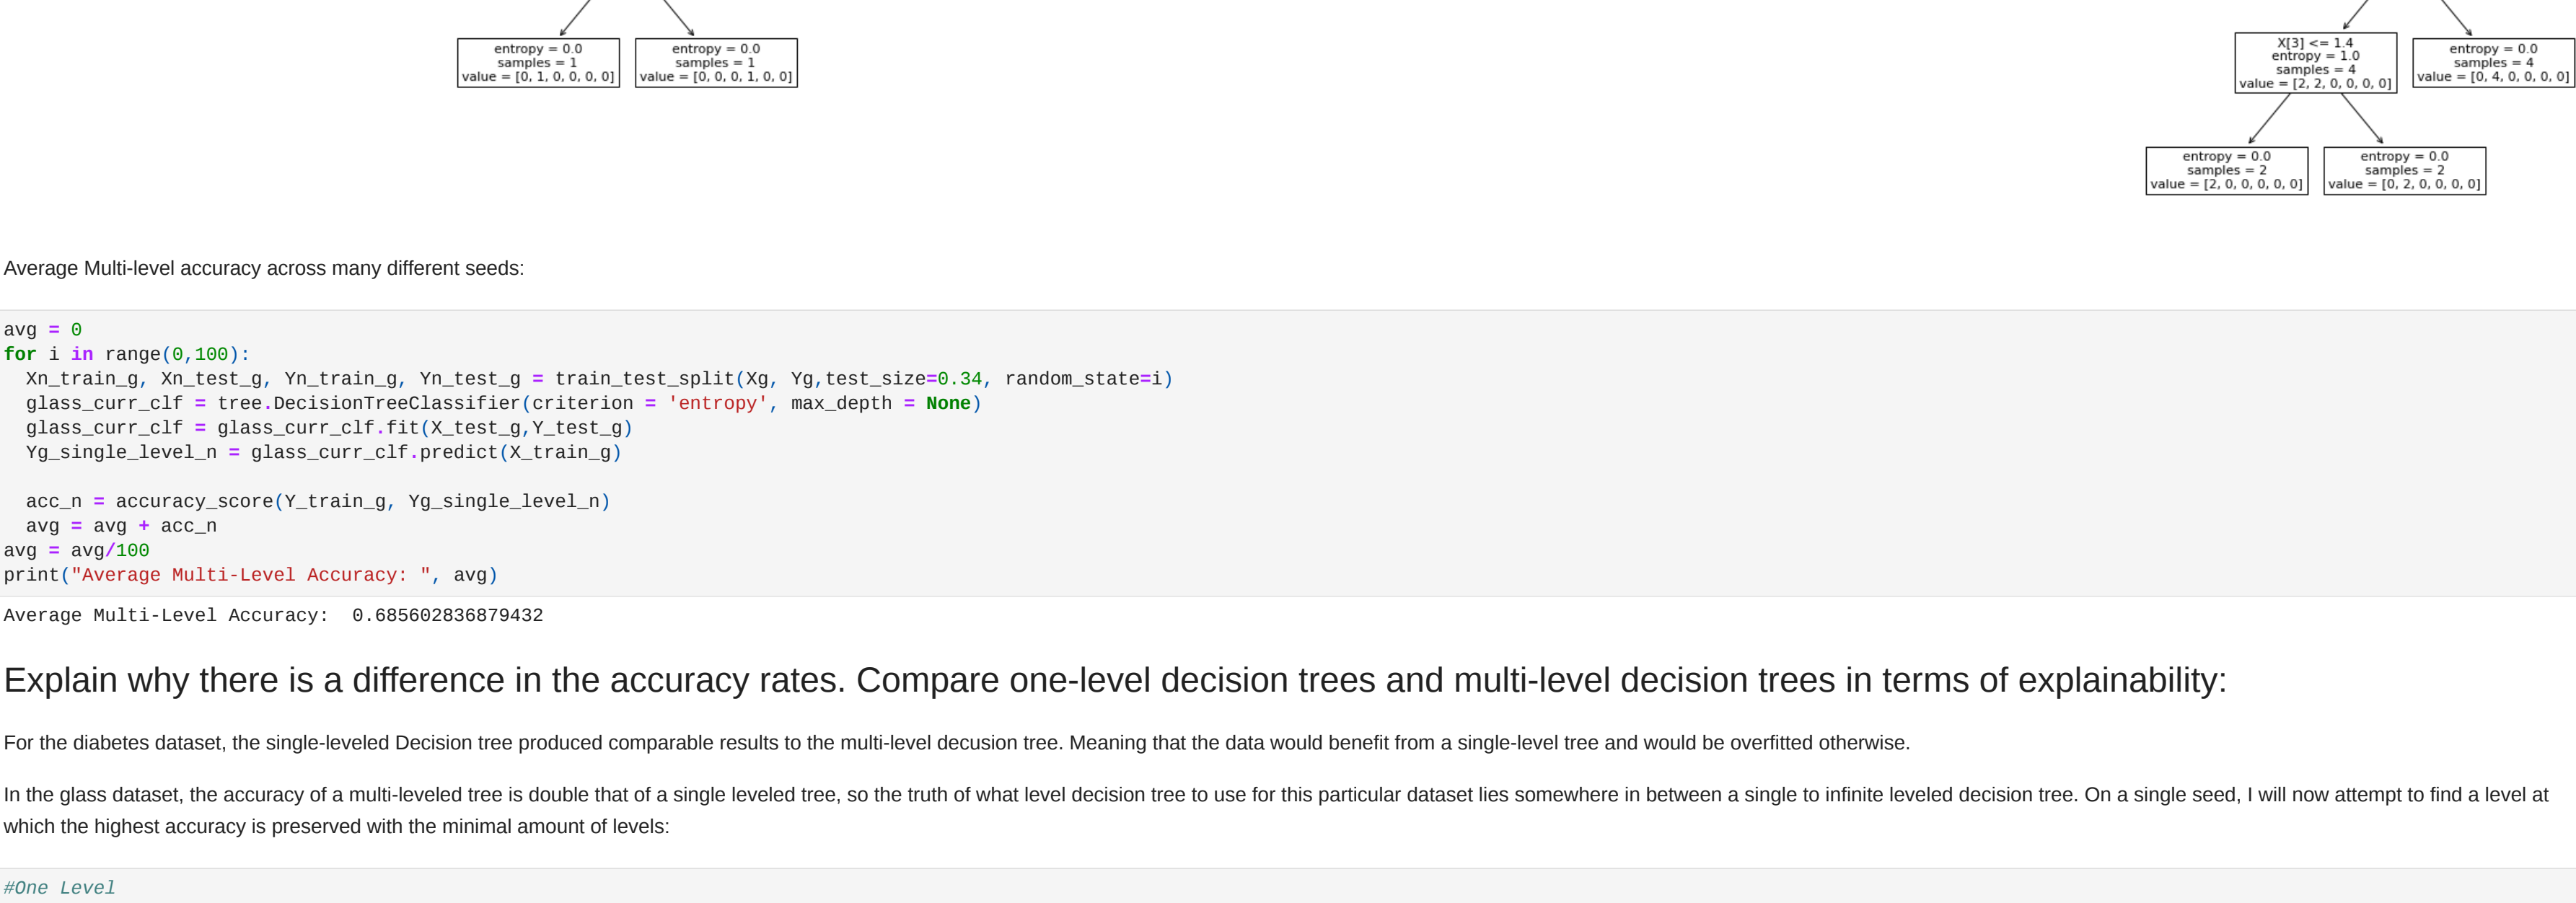 entropy = 0.0
samples = 1
value = [0, 1, 0, 0, 0, 0]
entropy = 0.0
samples = 1
value = [0, 0, 0, 1, 0, 0]
X[3] <= 1.4
entropy = 1.0
samples = 4
value = [2, 2, 0, 0, 0, 0]
entropy = 0.0
samples = 4
value = [0, 4, 0, 0, 0, 0]
entropy = 0.0
samples = 2
value = [2, 0, 0, 0, 0, 0]
entropy = 0.0
samples = 2
value = [0, 2, 0, 0, 0, 0]
Average Multi-level accuracy across many different seeds:
avg = 0
for i in range(0,100):
  Xn_train_g, Xn_test_g, Yn_train_g, Yn_test_g = train_test_split(Xg, Yg,test_size=0.34, random_state=i)
  glass_curr_clf = tree.DecisionTreeClassifier(criterion = 'entropy', max_depth = None)
  glass_curr_clf = glass_curr_clf.fit(X_test_g,Y_test_g)
  Yg_single_level_n = glass_curr_clf.predict(X_train_g)
  acc_n = accuracy_score(Y_train_g, Yg_single_level_n)
  avg = avg + acc_n
avg = avg/100
print("Average Multi-Level Accuracy: ", avg)
Average Multi-Level Accuracy:  0.685602836879432
Explain why there is a difference in the accuracy rates. Compare one-level decision trees and multi-level decision trees in terms of explainability:
For the diabetes dataset, the single-leveled Decision tree produced comparable results to the multi-level decusion tree. Meaning that the data would benefit from a single-level tree and would be overfitted otherwise.
In the glass dataset, the accuracy of a multi-leveled tree is double that of a single leveled tree, so the truth of what level decision tree to use for this particular dataset lies somewhere in between a single to infinite leveled decision tree. On a single seed, I will now attempt to find a level at
which the highest accuracy is preserved with the minimal amount of levels:
#One Level